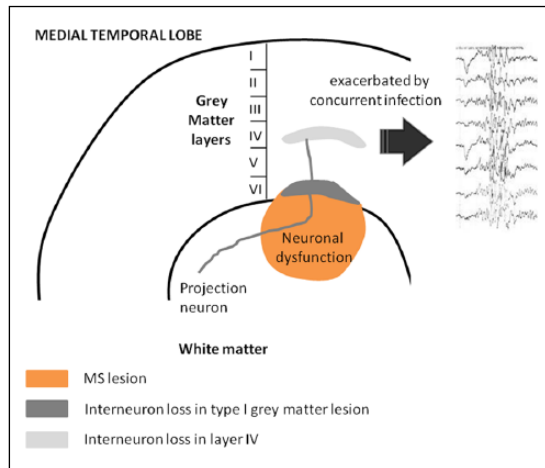 MEDIAL TEMPORAL LOBE
I
II
III
IV
V
VI
Grey
Matter
layers
exacerbated by
concurrent infection
Neuronal
dysfunction
Projection
neuron
White matter
MS lesion
Interneuron loss in type I grey matter lesion
Interneuron loss in layer IV